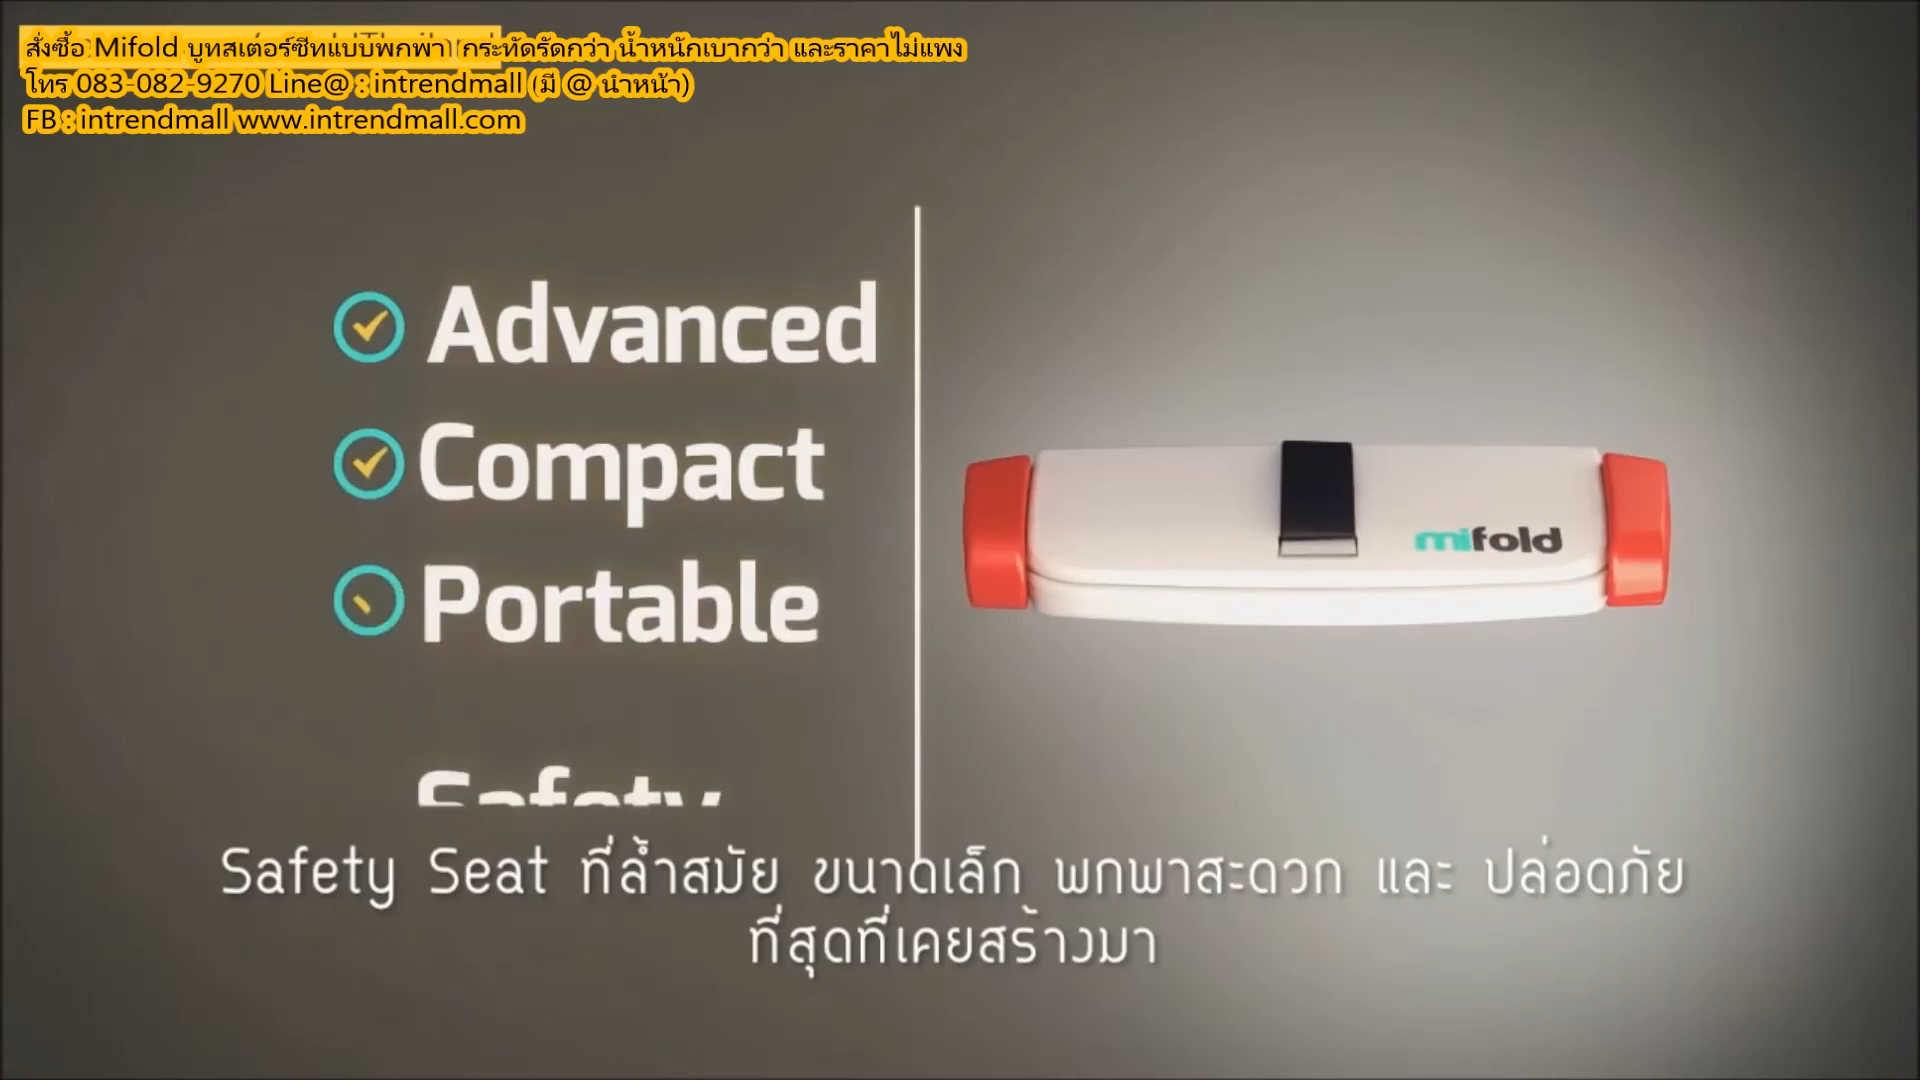 สั่งซื้อ Mifold บูทสเตอร์ซีทแบบพกพา กระทัดรัดกว่า น้ำหนักเบากว่า และราคาไม่แพง
โทร 083-082-9270 Line@ : intrendmall (มี @ นำหน้า)
FB : intrendmall www.intrendmall.com
Advanced
Compact
Portable
Safety
mifold
Safety Seat ที่ล้ำสมัย ขนาดเล็ก พกพาสะดวก และ ปลอดภัย
ที่สุดที่เคยสร้างมา